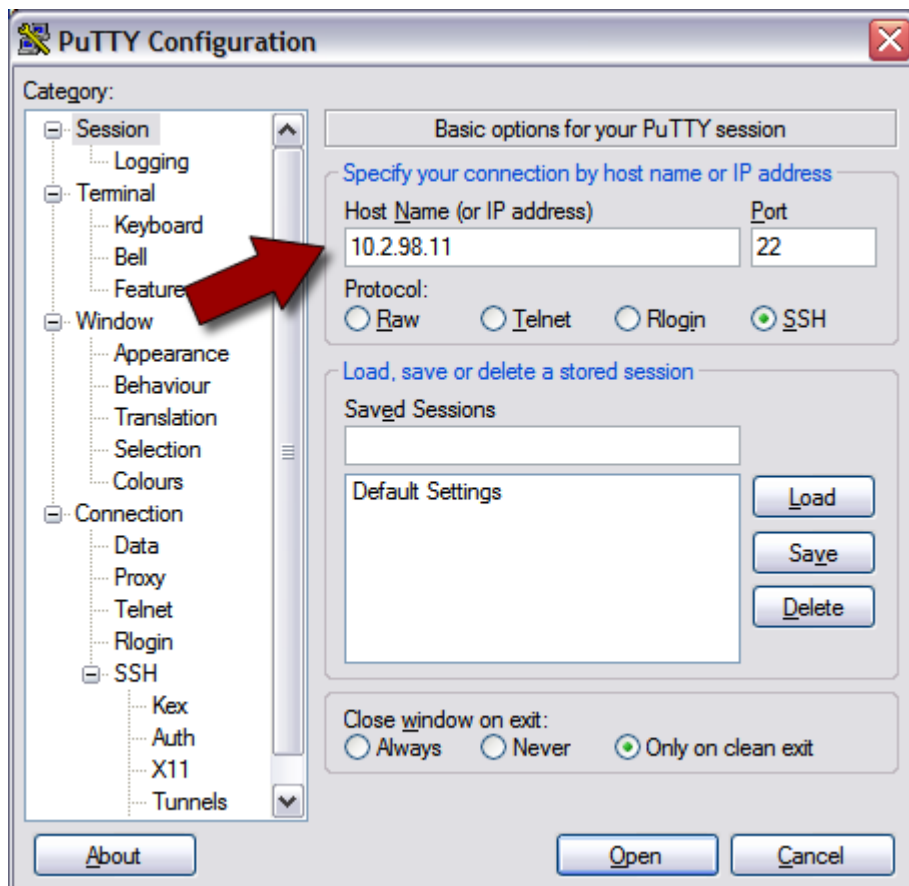 PuTTY Configuration
Category:
Session
Logging
Terminal
Keyboard
Bell
Feature
Window
Appearance
Behaviour
Translation
Selection
Colours
Connection
Data
Proxy
Telnet
Rlogin
SSH
Kex
Auth
X11
Tunnels
Basic options for your PuTTY session
Specify your connection by host name or IP address
Host Name (or IP address) Port
10.2.98.11 22
Protocol:
Raw Telnet Rlogin SSH
Load, save or delete a stored session
Saved Sessions
Default Settings
Load
Save
Delete
Close window on exit:
Always Never Only on clean exit
About Open Cancel